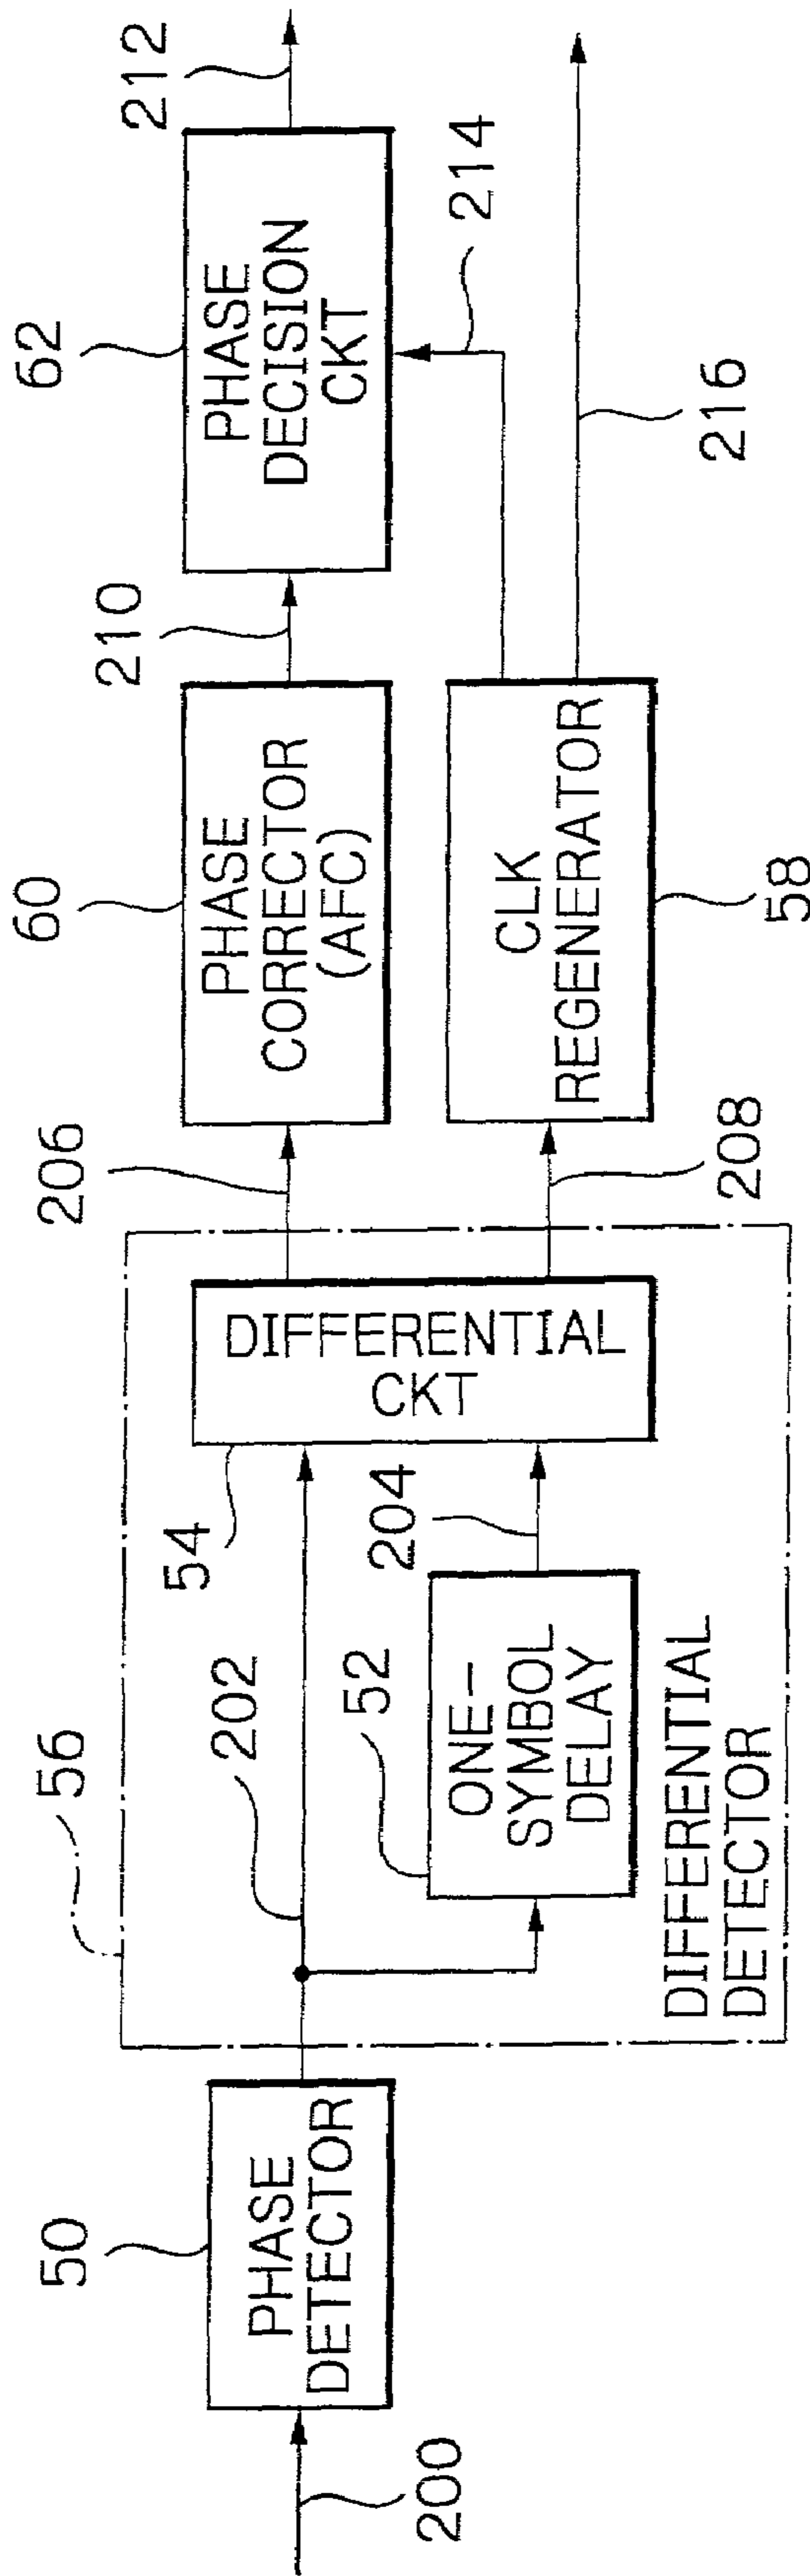 200
50
PHASE
DETECTOR
56
202
52
ONE-
SYMBOL
DELAY
204
54
DIFFERENTIAL
CKT
DIFFERENTIAL
DETECTOR
206
208
60
PHASE
CORRECTOR
(AFC)
CLK
REGENERATOR
58
210
62
PHASE
DECISION
CKT
212
214
216